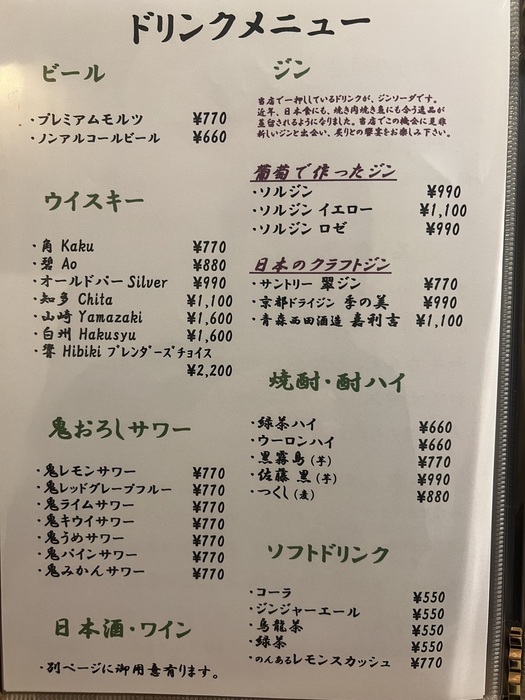 ドリンクメニュー
ビール
・プレミアムモルツ ¥770
・ノンアルコールビール ¥660
ウイスキー
・角 Kaku ¥770
・碧 Ao ¥880
・オールドパー Silver ¥990
・知多 Chita ¥1,100
・山崎 Yamazaki ¥1,600
・白州 Hakusyu ¥1,600
・響 Hibiki ブレンダーズチョイス
¥2,200
鬼おろしサワー
・鬼レモンサワー ¥770
・鬼レッドグレープフルー ¥770
・鬼ライムサワー ¥770
・鬼キウイサワー ¥770
・鬼うめサワー ¥770
・鬼パインサワー ¥770
・鬼みかんサワー ¥770
日本酒・ワイン
・別ページに御用意有ります。
ジン
当店で一押ししているドリンクが、ジンソーダです。
近年、日本食にも、焼き肉焼き魚にも合う逸品が
蒸留されるようになりました。当店でこの機会に是非
新しいジンと出会い、炙りとの饗宴をお楽しみ下さい。
葡萄で作ったジン
・ソルジン ¥990
・ソルジン イエロー ¥1,100
・ソルジン ロゼ ¥990
日本のクラフトジン
・サントリー 翠ジン ¥770
・京都ドライジン 季の美 ¥990
・青森西田酒造 嘉利吉 ¥1,100
焼酎・酎ハイ
・緑茶ハイ ¥660
・ウーロンハイ ¥660
・黒霧島(芋) ¥770
・佐藤 黒(芋) ¥990
・つくし(麦) ¥880
ソフトドリンク
・コーラ ¥550
・ジンジャーエール ¥550
・烏龍茶 ¥550
・緑茶 ¥550
・のんあるレモンスカッシュ ¥770